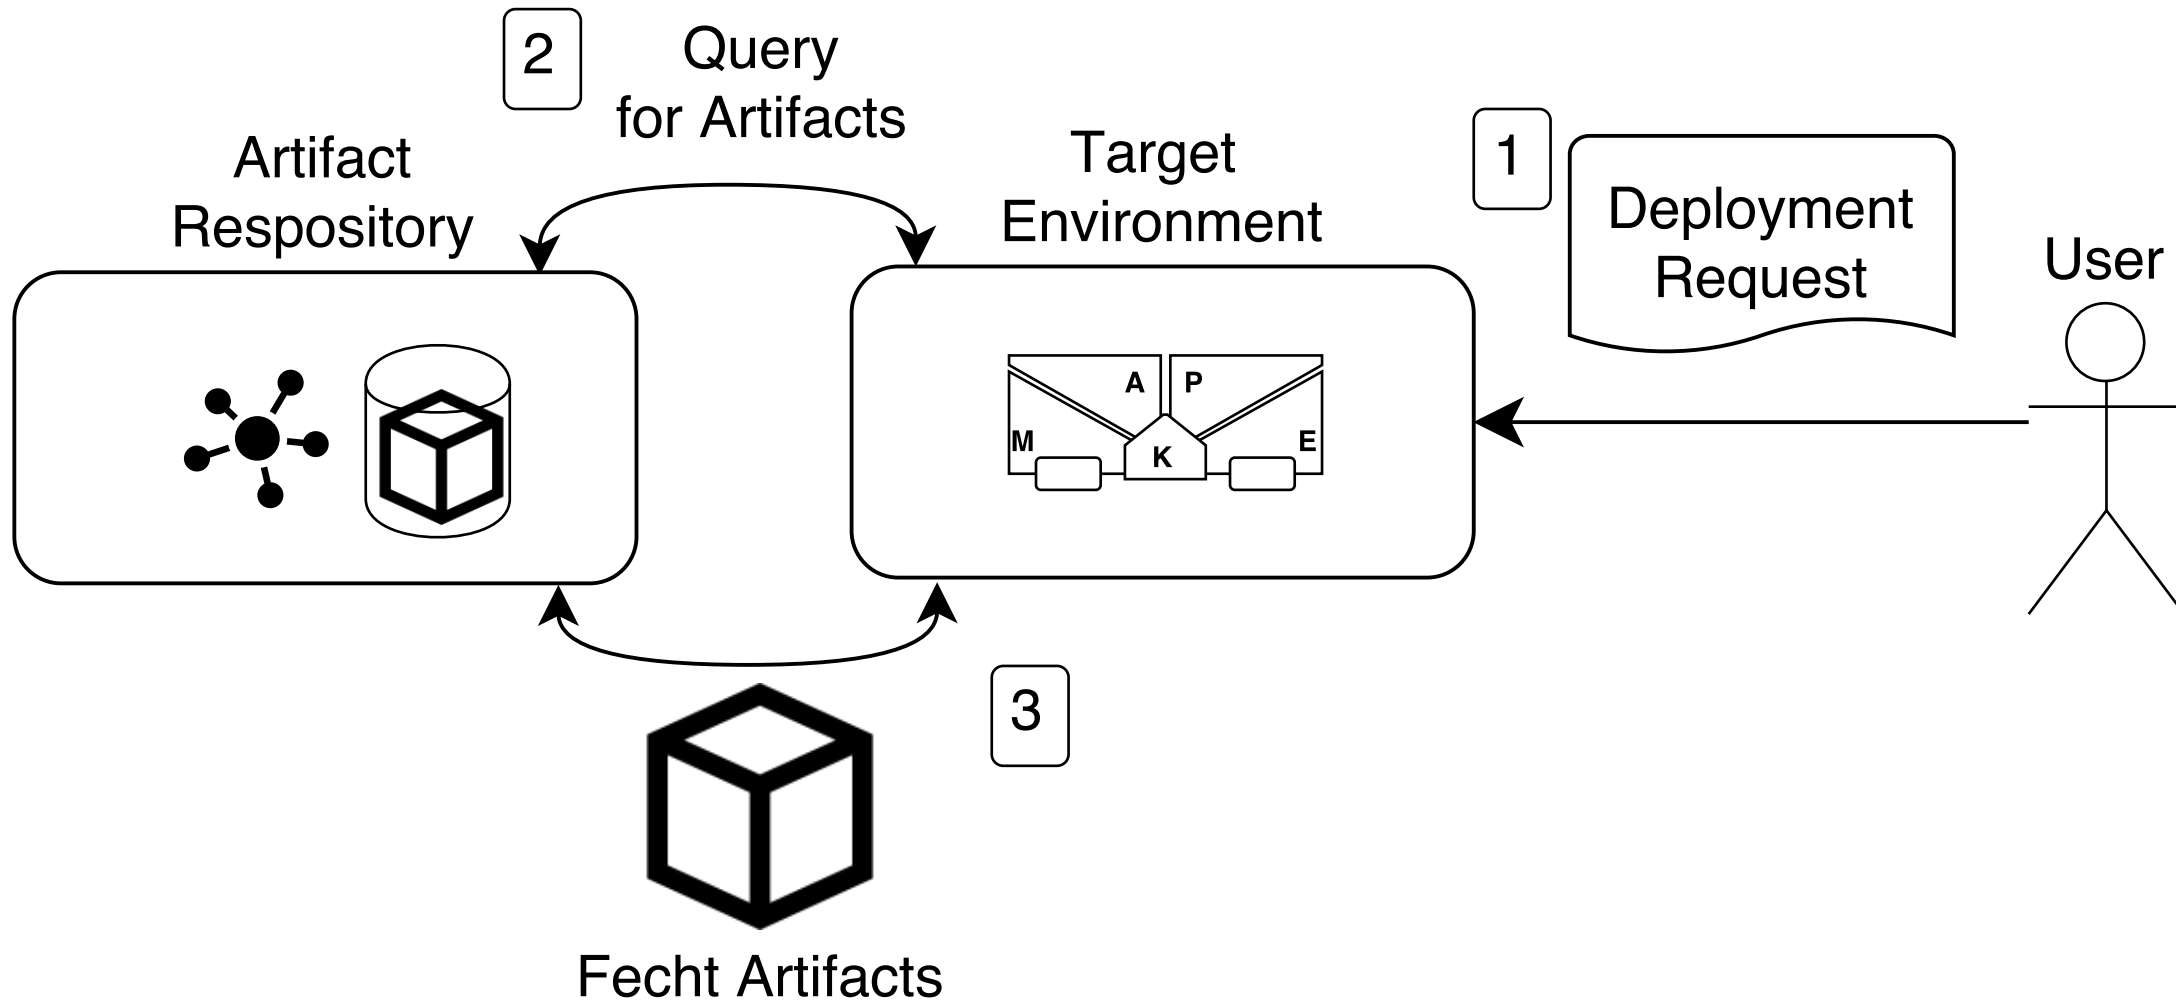 2
Query
for Artifacts
Artifact
Respository
Target
Environment
1
Deployment
Request
User
A
P
M
K
E
3
Fecht Artifacts